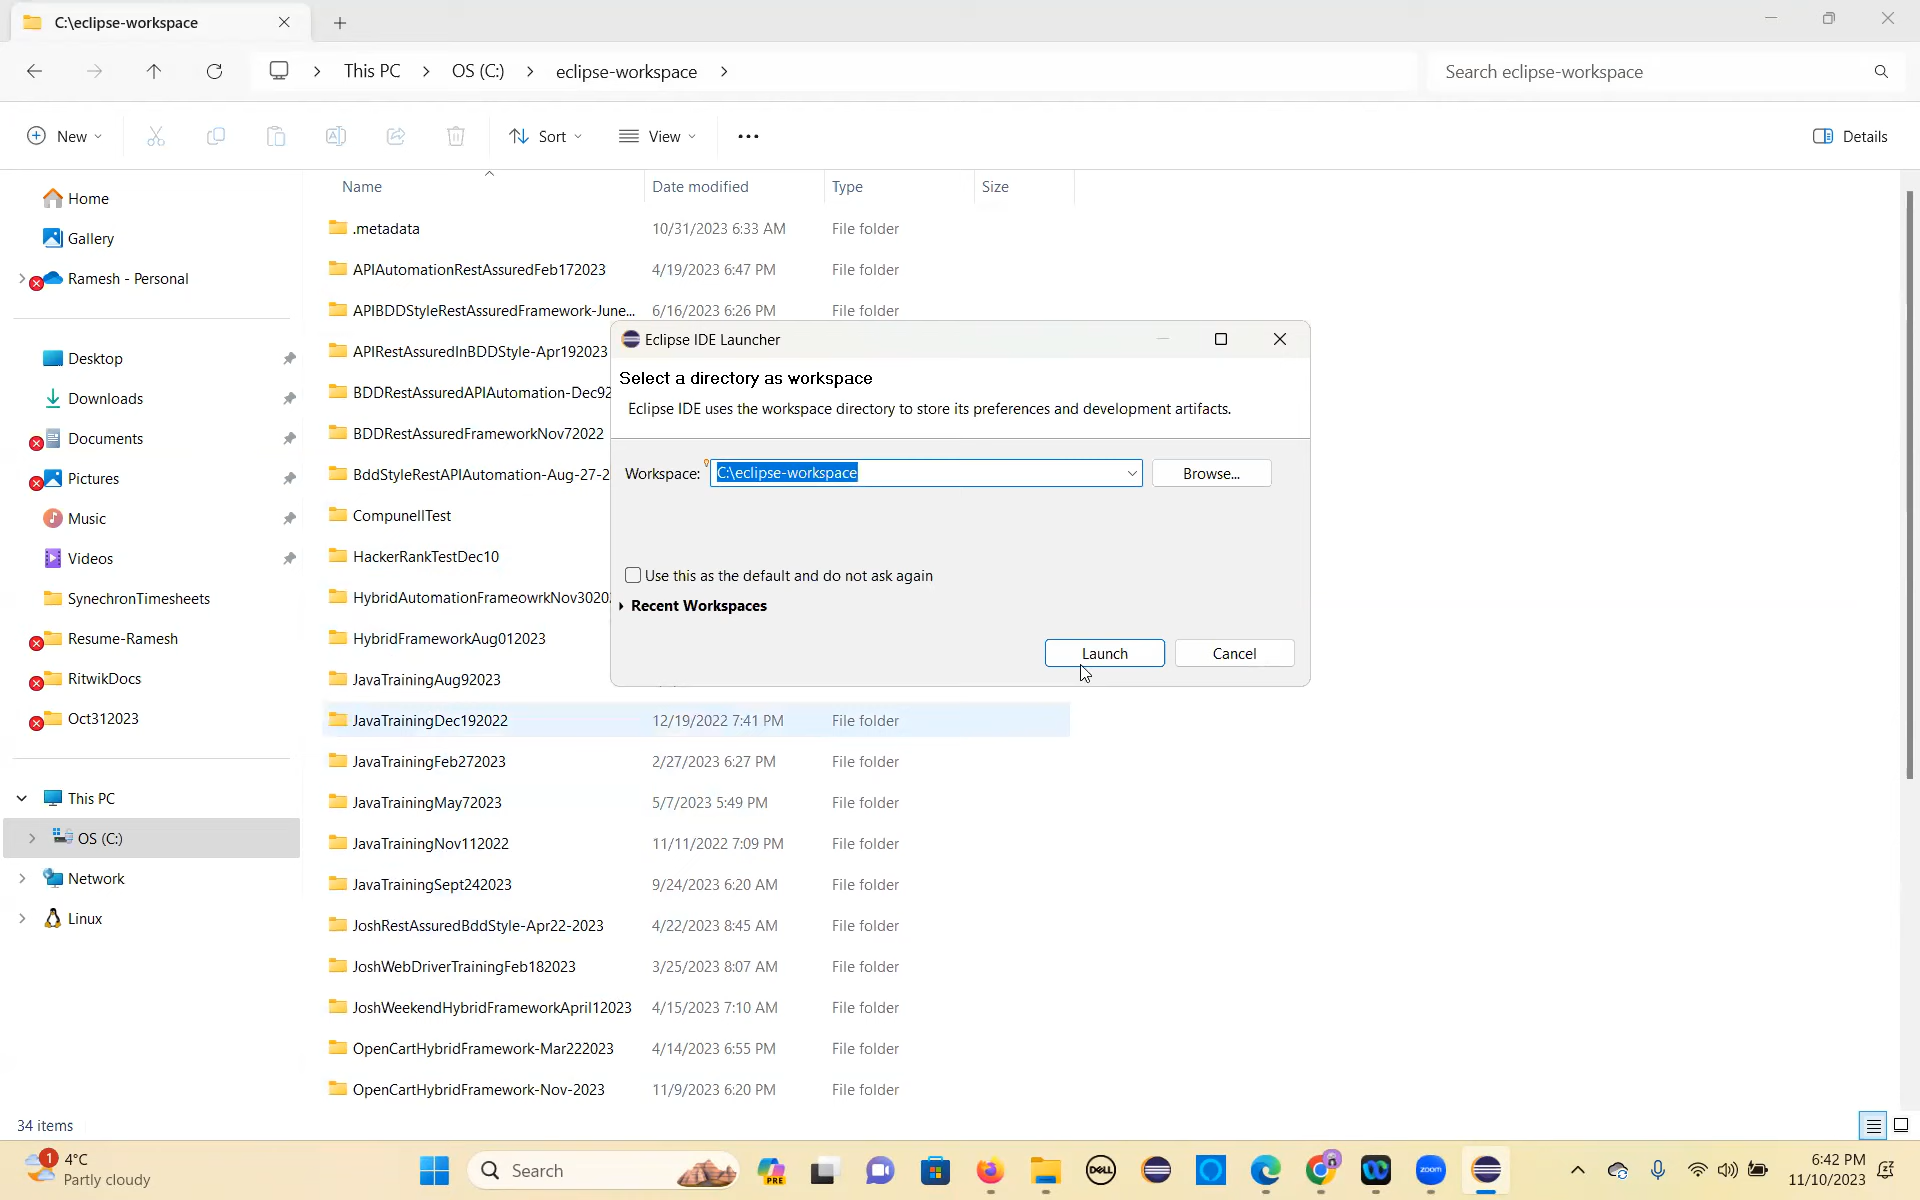 C:\eclipse-workspace
This PC
OS (C:)
eclipse-workspace
Search eclipse-workspace
New
Sort
View
Details
Name
Date modified
Type
Size
Home
Gallery
Ramesh - Personal
Desktop
Downloads
Documents
Pictures
Music
Videos
SynechronTimesheets
Resume-Ramesh
RitwikDocs
Oct312023
This PC
OS (C:)
Network
Linux
.metadata 10/31/2023 6:33 AM File folder
APIAutomationRestAssuredFeb172023 4/19/2023 6:47 PM File folder
APIBDDStyleRestAssuredFramework-June... 6/16/2023 6:26 PM File folder
APIRestAssuredInBDDStyle-Apr192023
BDDRestAssuredAPIAutomation-Dec92
BDDRestAssuredFrameworkNov72022
BddStyleRestAPIAutomation-Aug-27-2
CompunellTest
HackerRankTestDec10
HybridAutomationFrameowrkNov3020
HybridFrameworkAug012023
JavaTrainingAug92023
JavaTrainingDec192022 12/19/2022 7:41 PM File folder
JavaTrainingFeb272023 2/27/2023 6:27 PM File folder
JavaTrainingMay72023 5/7/2023 5:49 PM File folder
JavaTrainingNov112022 11/11/2022 7:09 PM File folder
JavaTrainingSept242023 9/24/2023 6:20 AM File folder
JoshRestAssuredBddStyle-Apr22-2023 4/22/2023 8:45 AM File folder
JoshWebDriverTrainingFeb182023 3/25/2023 8:07 AM File folder
JoshWeekendHybridFrameworkApril12023 4/15/2023 7:10 AM File folder
OpenCartHybridFramework-Mar222023 4/14/2023 6:55 PM File folder
OpenCartHybridFramework-Nov-2023 11/9/2023 6:20 PM File folder
Eclipse IDE Launcher
Select a directory as workspace
Eclipse IDE uses the workspace directory to store its preferences and development artifacts.
Workspace: C:\eclipse-workspace
Browse...
Use this as the default and do not ask again
Recent Workspaces
Launch
Cancel
34 items
1
4°C
Partly cloudy
Search
PRE
DELL
zoom
6:42 PM
11/10/2023